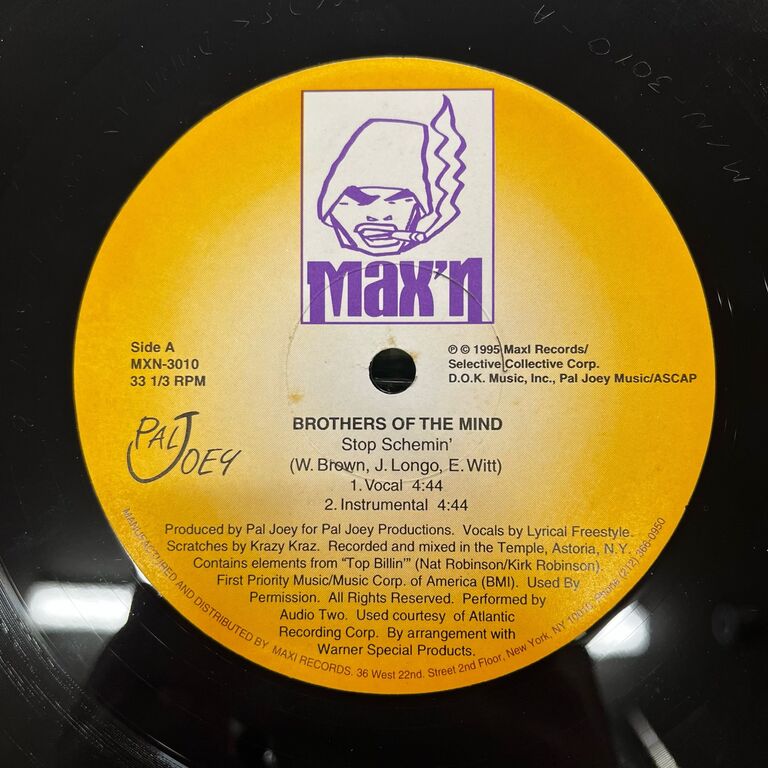 MAX'N
Side A
MXN-3010
33 1/3 RPM
℗ © 1995 MaxI Records/
Selective Collective Corp.
D.O.K. Music, Inc., Pal Joey Music/ASCAP
PAL JOEY
BROTHERS OF THE MIND
Stop Schemin'
(W. Brown, J. Longo, E. Witt)
1. Vocal 4:44
2. Instrumental 4:44
Produced by Pal Joey for Pal Joey Productions. Vocals by Lyrical Freestyle.
Scratches by Krazy Kraz. Recorded and mixed in the Temple, Astoria, N.Y.
Contains elements from "Top Billin'" (Nat Robinson/Kirk Robinson).
First Priority Music/Music Corp. of America (BMI). Used By
Permission. All Rights Reserved. Performed by
Audio Two. Used courtesy of Atlantic
Recording Corp. By arrangement with
Warner Special Products.
MANUFACTURED AND DISTRIBUTED BY MAXI RECORDS. 36 West 22nd. Street 2nd Floor, New York, NY 10010. Phone (212) 366-0950